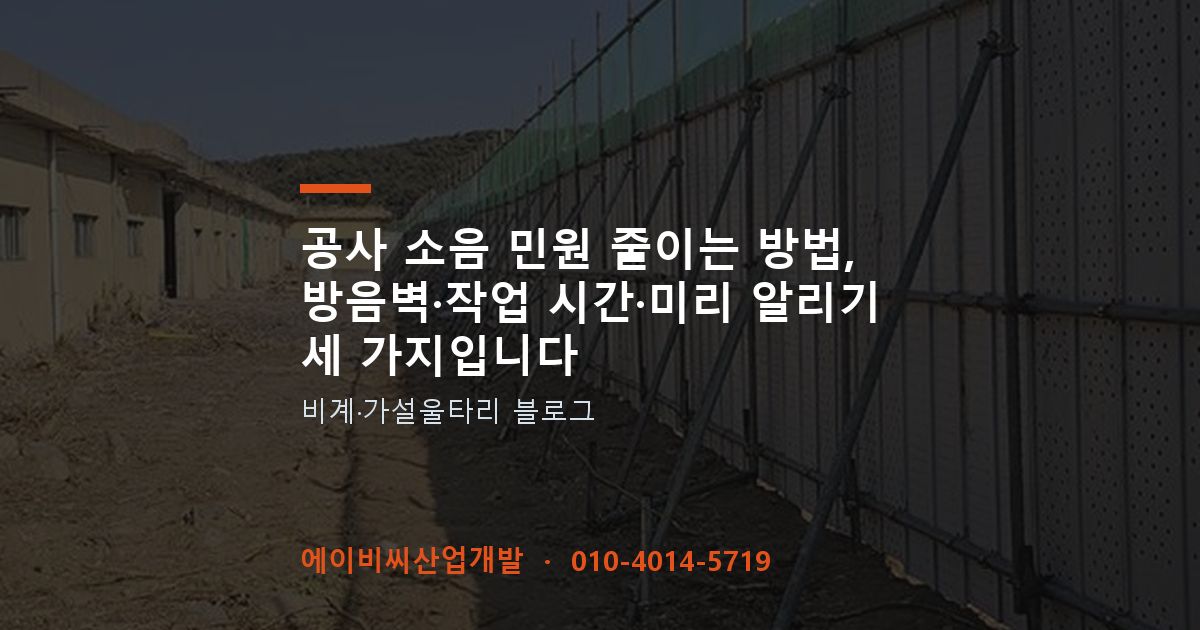 공사 소음 민원 줄이는 방법,
방음벽·작업 시간·미리 알리기
세 가지입니다
비계·가설울타리 블로그
에이비씨산업개발 · 010-4014-5719